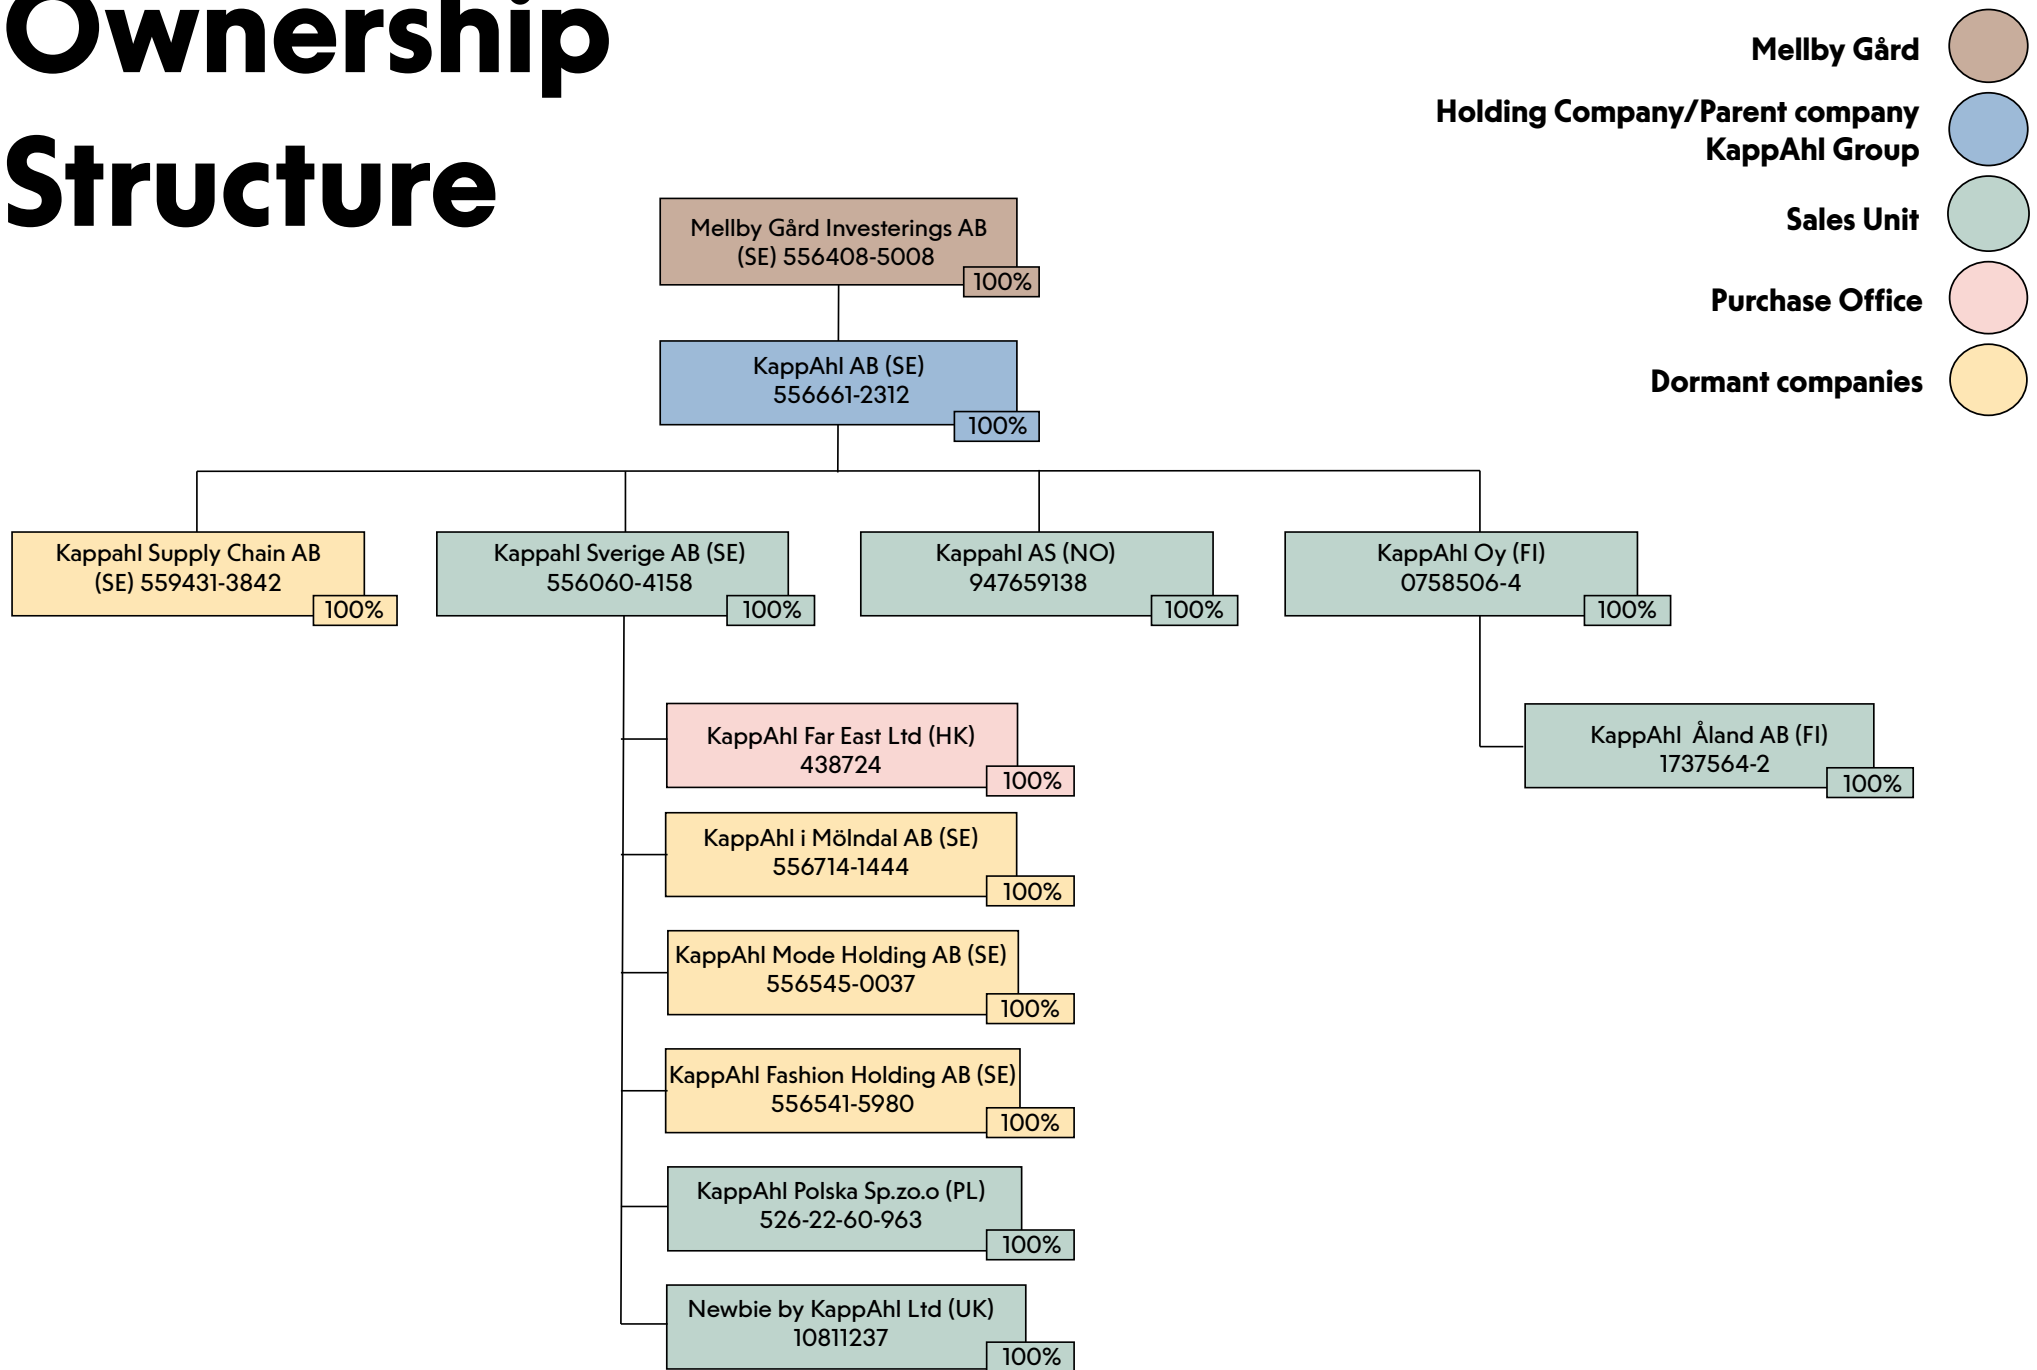 Ownership
Structure
Mellby Gård
Holding Company/Parent company
KappAhl Group
Sales Unit
Purchase Office
Dormant companies
Mellby Gård Investerings AB
(SE) 556408-5008
100%
KappAhl AB (SE)
556661-2312
100%
Kappahl Supply Chain AB
(SE) 559431-3842
100%
Kappahl Sverige AB (SE)
556060-4158
100%
Kappahl AS (NO)
947659138
100%
KappAhl Oy (FI)
0758506-4
100%
KappAhl Far East Ltd (HK)
438724
100%
KappAhl Åland AB (FI)
1737564-2
100%
KappAhl i Mölndal AB (SE)
556714-1444
100%
KappAhl Mode Holding AB (SE)
556545-0037
100%
KappAhl Fashion Holding AB (SE)
556541-5980
100%
KappAhl Polska Sp.zo.o (PL)
526-22-60-963
100%
Newbie by KappAhl Ltd (UK)
10811237
100%